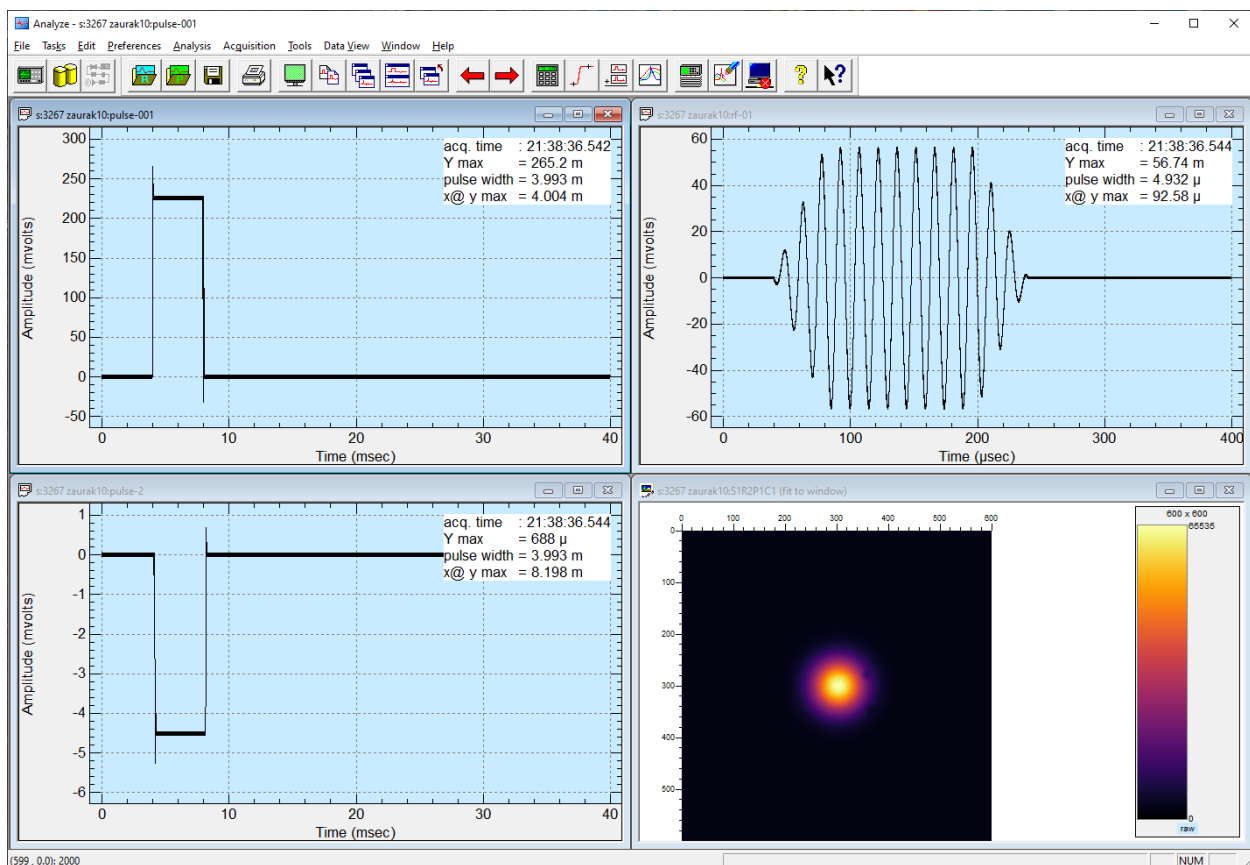 Analyze - s:3267 zaurak10:pulse-001
File Tasks Edit Preferences Analysis Acquisition Tools Data View Window Help
s:3267 zaurak10:pulse-001
acq. time : 21:38:36.542
Y max = 265.2 m
pulse width = 3.993 m
x@ y max = 4.004 m
300
250
200
150
100
50
0
-50
Amplitude (mvolts)
0 10 20 30 40
Time (msec)
s:3267 zaurak10:rf-01
acq. time : 21:38:36.544
Y max = 56.74 m
pulse width = 4.932 µ
x@ y max = 92.58 µ
60
40
20
0
-20
-40
-60
Amplitude (mvolts)
0 100 200 300 400
Time (µsec)
s:3267 zaurak10:pulse-2
acq. time : 21:38:36.544
Y max = 688 µ
pulse width = 3.993 m
x@ y max = 8.198 m
1
0
-1
-2
-3
-4
-5
-6
Amplitude (mvolts)
0 10 20 30 40
Time (msec)
s:3267 zaurak10:S1R2P1C1 (fit to window)
0 100 200 300 400 500 600
0
100
200
300
400
500
600 x 600
65535
0
raw
(599 , 0.0): 2000
NUM